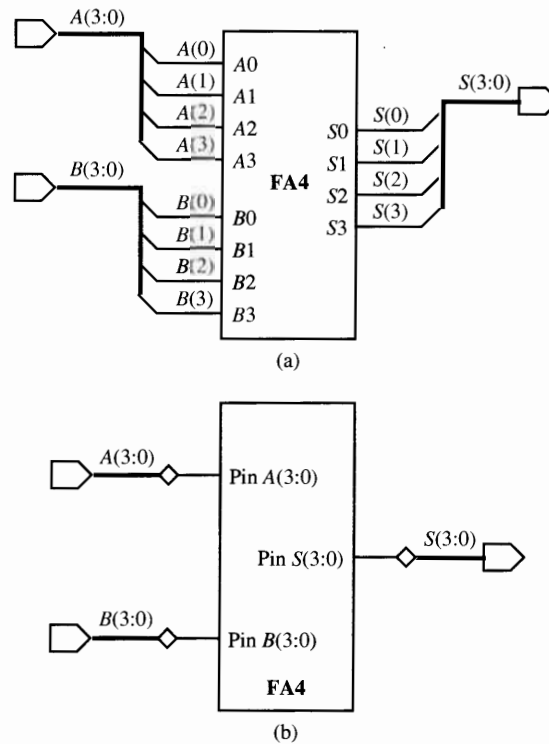 A(3:0)
A(0)
A0
A(1)
A1
A(2)
A2
A(3)
A3
B(3:0)
B(0)
B0
B(1)
B1
B(2)
B2
B(3)
B3
FA4
S(3:0)
S0
S(0)
S1
S(1)
S2
S(2)
S3
S(3)
(a)
A(3:0)
Pin A(3:0)
Pin S(3:0)
S(3:0)
B(3:0)
Pin B(3:0)
FA4
(b)